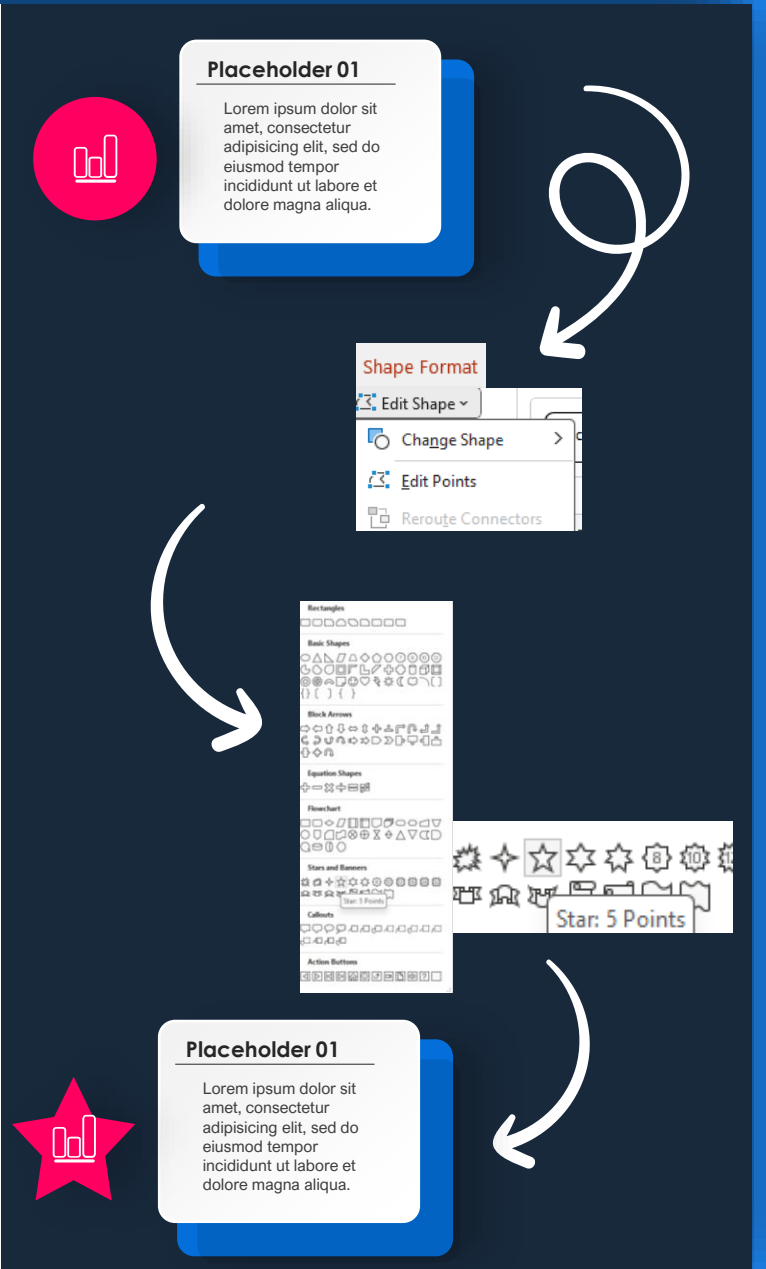 Placeholder 01
Lorem ipsum dolor sit
amet, consectetur
adipisicing elit, sed do
eiusmod tempor
incididunt ut labore et
dolore magna aliqua.
Shape Format
Edit Shape
Change Shape
Edit Points
Reroute Connectors
Rectangles
Basic Shapes
Block Arrows
Equation Shapes
Flowchart
Stars and Banners
Star: 5 Points
Callouts
Action Buttons
8
10
Star: 5 Points
Placeholder 01
Lorem ipsum dolor sit
amet, consectetur
adipisicing elit, sed do
eiusmod tempor
incididunt ut labore et
dolore magna aliqua.